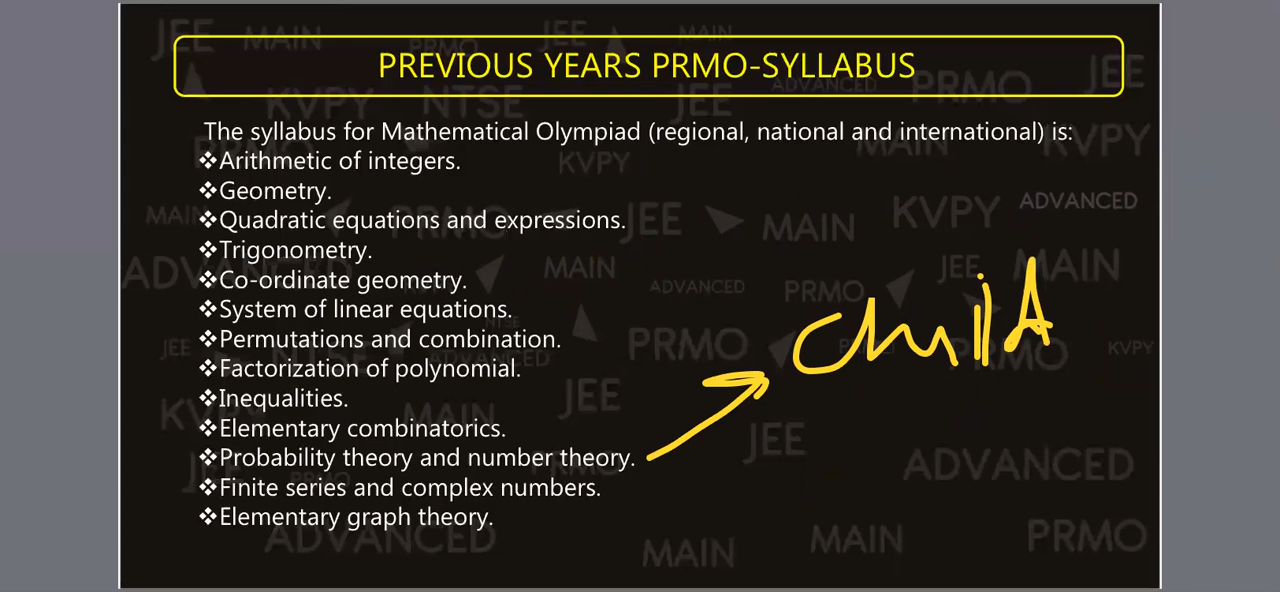 PREVIOUS YEARS PRMO-SYLLABUS
The syllabus for Mathematical Olympiad (regional, national and international) is:
❖Arithmetic of integers.
❖Geometry.
❖Quadratic equations and expressions.
❖Trigonometry.
❖Co-ordinate geometry.
❖System of linear equations.
❖Permutations and combination.
❖Factorization of polynomial.
❖Inequalities.
❖Elementary combinatorics.
❖Probability theory and number theory.
❖Finite series and complex numbers.
❖Elementary graph theory.